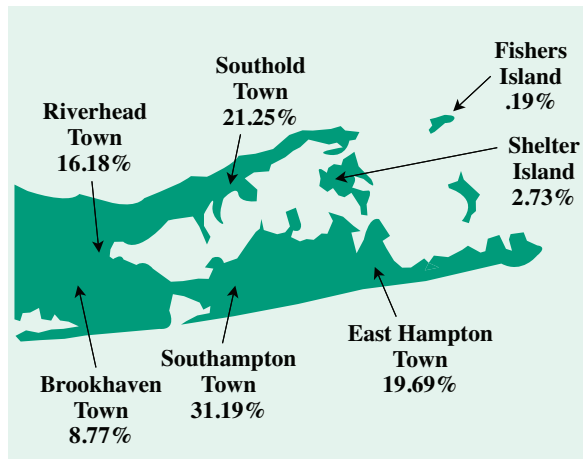 Fishers
Island
.19%
Southold
Town
21.25%
Riverhead
Town
16.18%
Shelter
Island
2.73%
East Hampton
Town
19.69%
Southampton
Town
31.19%
Brookhaven
Town
8.77%